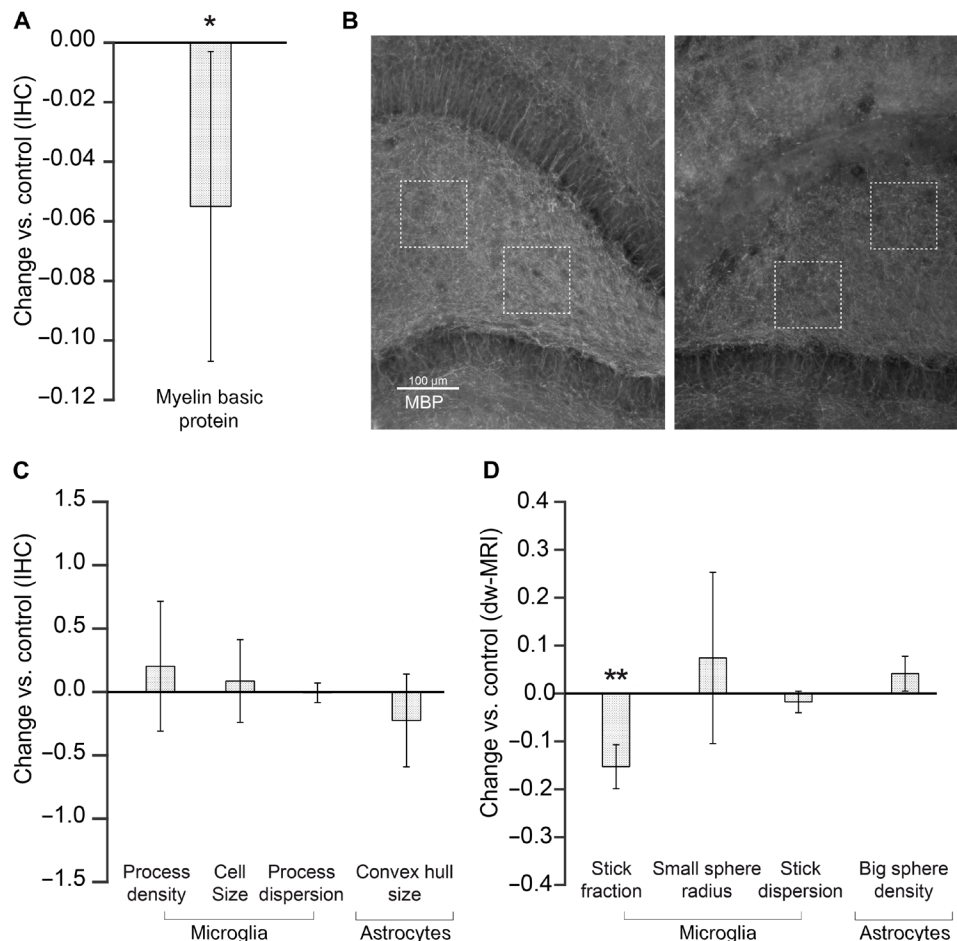 A
*
0.00
−0.02
−0.04
−0.06
−0.08
−0.10
−0.12
Change vs. control (IHC)
Myelin basic
protein
B
100 µm
MBP
C
1.5
1.0
0.5
0.0
−0.5
−1.0
−1.5
Change vs. control (IHC)
Process density
Cell Size
Process dispersion
Convex hull size
Microglia
Astrocytes
D
0.4
0.3
0.2
0.1
0.0
−0.1
−0.2
−0.3
−0.4
Change vs. control (dw-MRI)
**
Stick fraction
Small sphere radius
Stick dispersion
Big sphere density
Microglia
Astrocytes